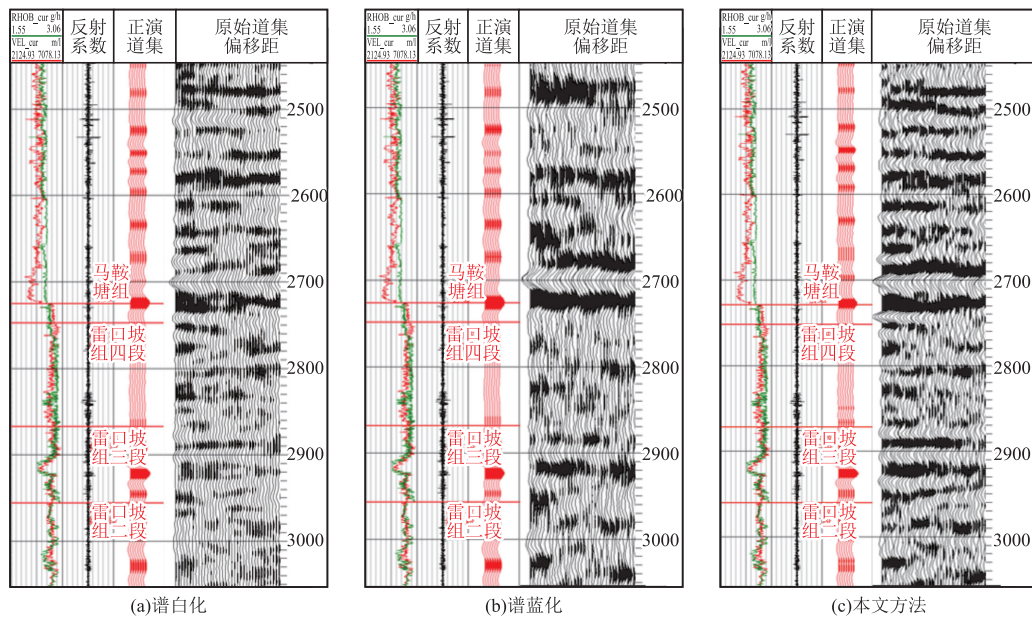 RHOB_cur g/h
1.55 3.06
VEL_cur m/l
2124.93 7078.13
反射
系数
正演
道集
原始道集
偏移距
2500
2600
2700
2800
2900
3000
马鞍
塘组
雷口坡
组四段
雷口坡
组三段
雷口坡
组二段
(a)谱白化
RHOB_cur g/h
1.55 3.06
VEL_cur m/l
2124.93 7078.13
反射
系数
正演
道集
原始道集
偏移距
2500
2600
2700
2800
2900
3000
马鞍
塘组
雷口坡
组四段
雷口坡
组三段
雷口坡
组二段
(b)谱蓝化
RHOB_cur g/h
1.55 3.06
VEL_cur m/l
2124.93 7078.13
反射
系数
正演
道集
原始道集
偏移距
2500
2600
2700
2800
2900
3000
马鞍
塘组
雷口坡
组四段
雷口坡
组三段
雷口坡
组二段
(c)本文方法